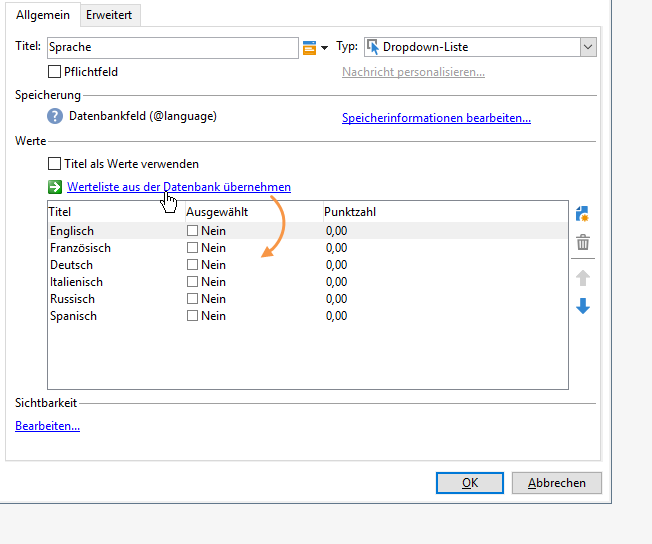 Allgemein Erweitert
Titel: Sprache Typ: Dropdown-Liste
Pflichtfeld Nachricht personalisieren...
Speicherung
Datenbankfeld (@language) Speicherinformationen bearbeiten...
Werte
Titel als Werte verwenden
Werteliste aus der Datenbank übernehmen
Titel Ausgewählt Punktzahl
Englisch Nein 0,00
Französisch Nein 0,00
Deutsch Nein 0,00
Italienisch Nein 0,00
Russisch Nein 0,00
Spanisch Nein 0,00
Sichtbarkeit
Bearbeiten...
OK Abbrechen